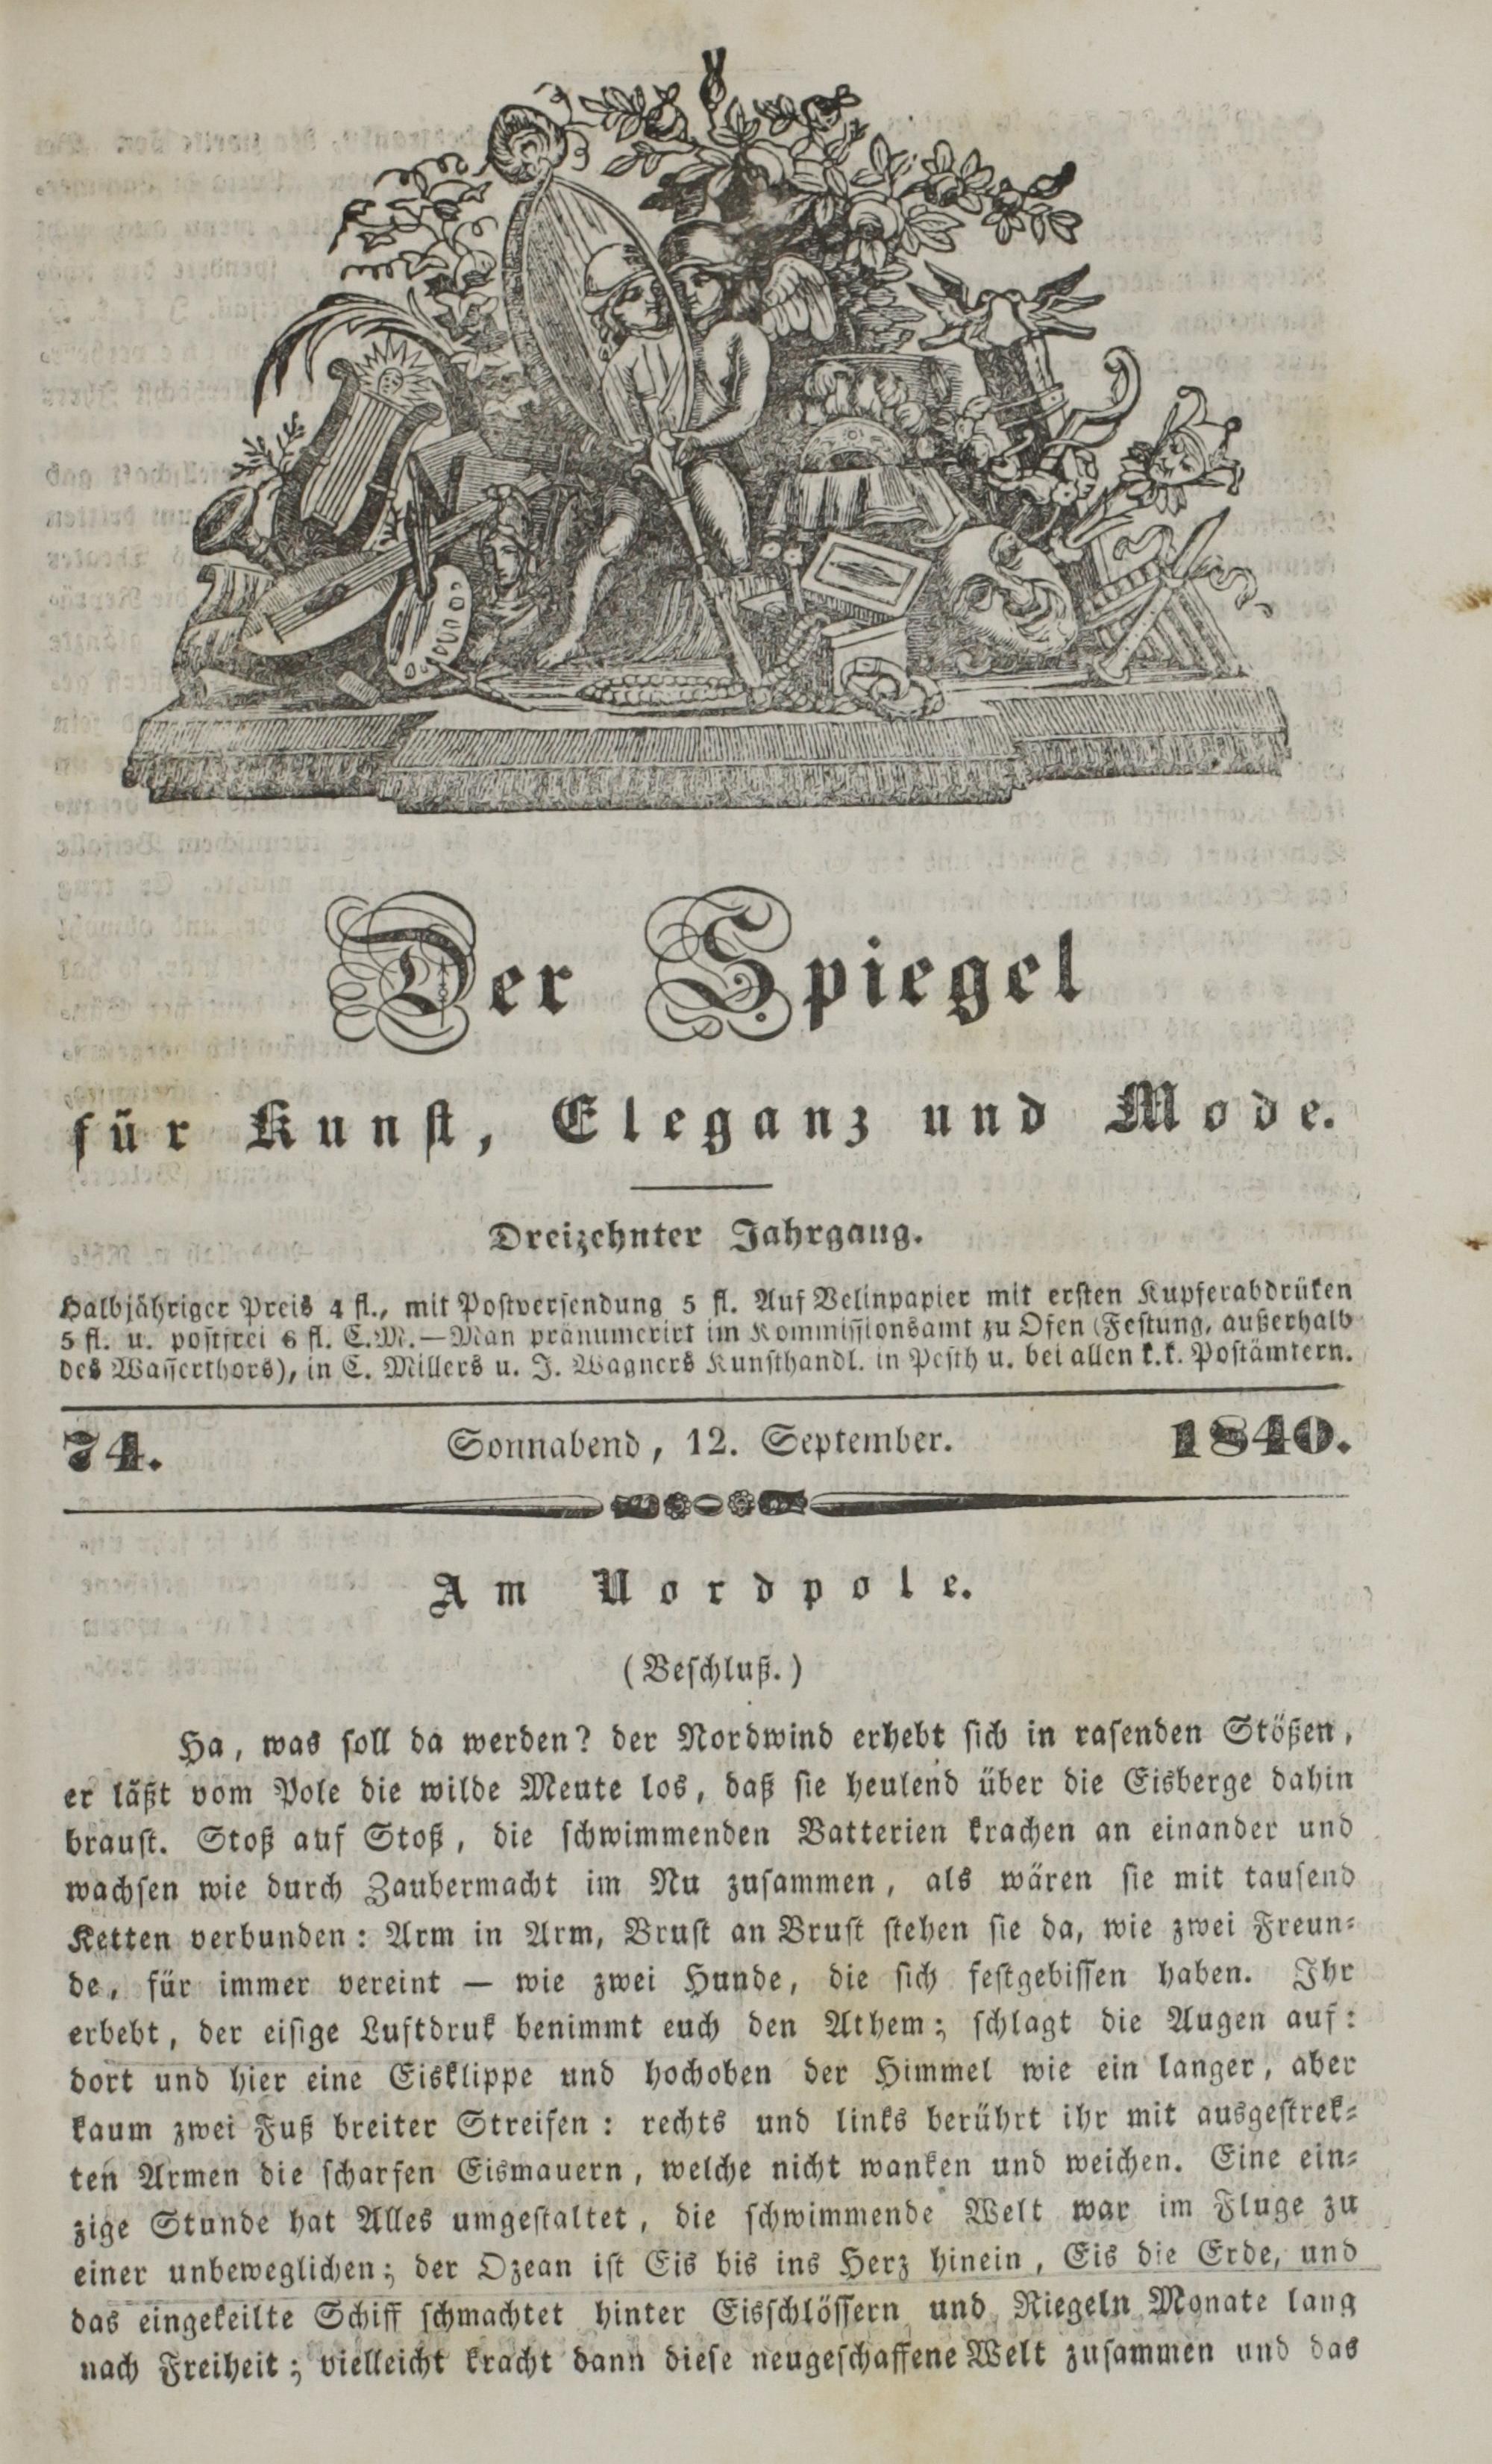 Der Spiegel
für Kunst, Eleganz und Mode.
Dreizehnter Jahrgang.
Halbjähriger Preis 4 fl., mit Postversendung 5 fl. Auf Velinpapier mit ersten Kupferabdrüken
5 fl. u. postfrei 6 fl. C.M.—Man pränumerirt im Kommissionsamt zu Ofen (Festung, außerhalb
des Wasserthors), in C. Millers u. J. Wagners Kunsthandl. in Pesth u. bei allen k.k. Postämtern.
74. Sonnabend, 12. September. 1840.
Am Nordpole.
(Beschluß.)
Ha, was soll da werden? der Nordwind erhebt sich in rasenden Stößen,
er läßt vom Pole die wilde Meute los, daß sie heulend über die Eisberge dahin
braust. Stoß auf Stoß, die schwimmenden Batterien krachen an einander und
wachsen wie durch Zaubermacht im Nu zusammen, als wären sie mit tausend
Ketten verbunden: Arm in Arm, Brust an Brust stehen sie da, wie zwei Freun-
de, für immer vereint — wie zwei Hunde, die sich festgebissen haben. Ihr
erbebt, der eisige Luftdruk benimmt euch den Athem; schlagt die Augen auf:
dort und hier eine Eisklippe und hochoben der Himmel wie ein langer, aber
kaum zwei Fuß breiter Streifen: rechts und links berührt ihr mit ausgestrek-
ten Armen die scharfen Eismauern, welche nicht wanken und weichen. Eine ein-
zige Stunde hat Alles umgestaltet, die schwimmende Welt war im Fluge zu
einer unbeweglichen; der Ozean ist Eis bis ins Herz hinein, Eis die Erde, und
das eingekeilte Schiff schmachtet hinter Eisschlössern und Riegeln Monate lang
nach Freiheit; vielleicht kracht dann diese neugeschaffene Welt zusammen und das